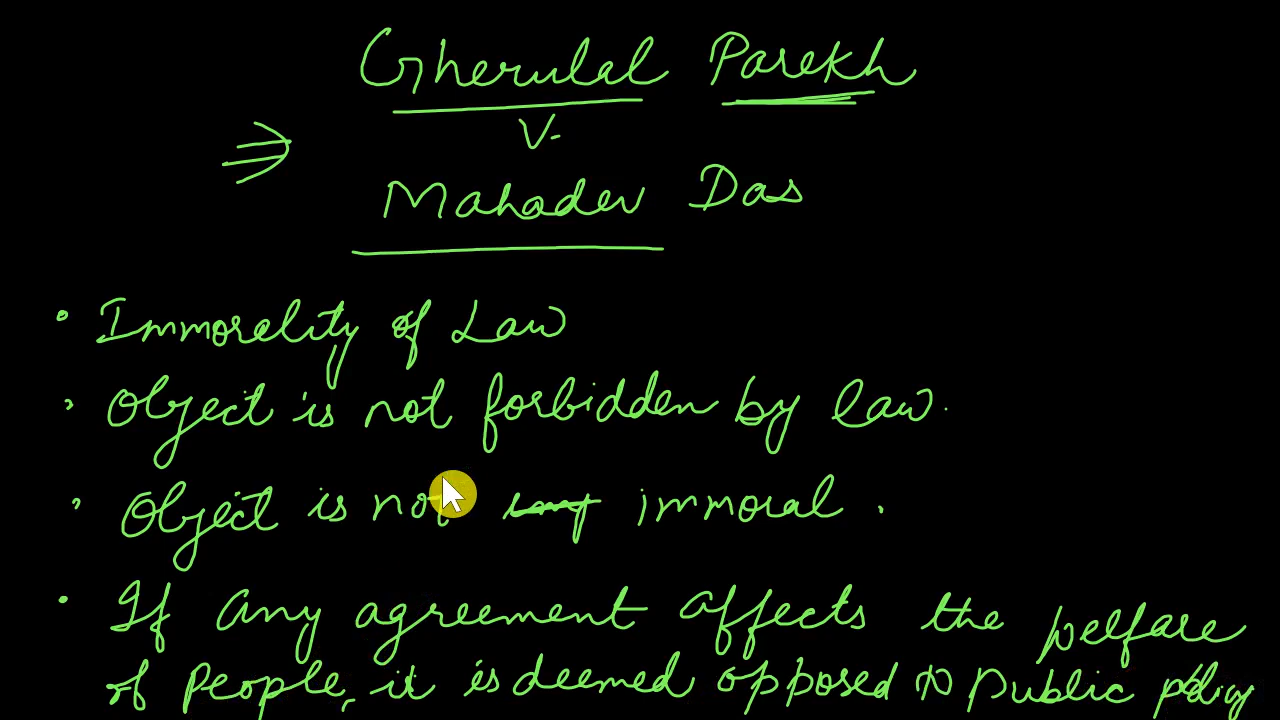 Gherulal Parekh
V.
Mahadev Das
Immorality of Law
Object is not forbidden by law.
Object is not immoral.
If any agreement affects the welfare
of People, it is deemed opposed to public policy